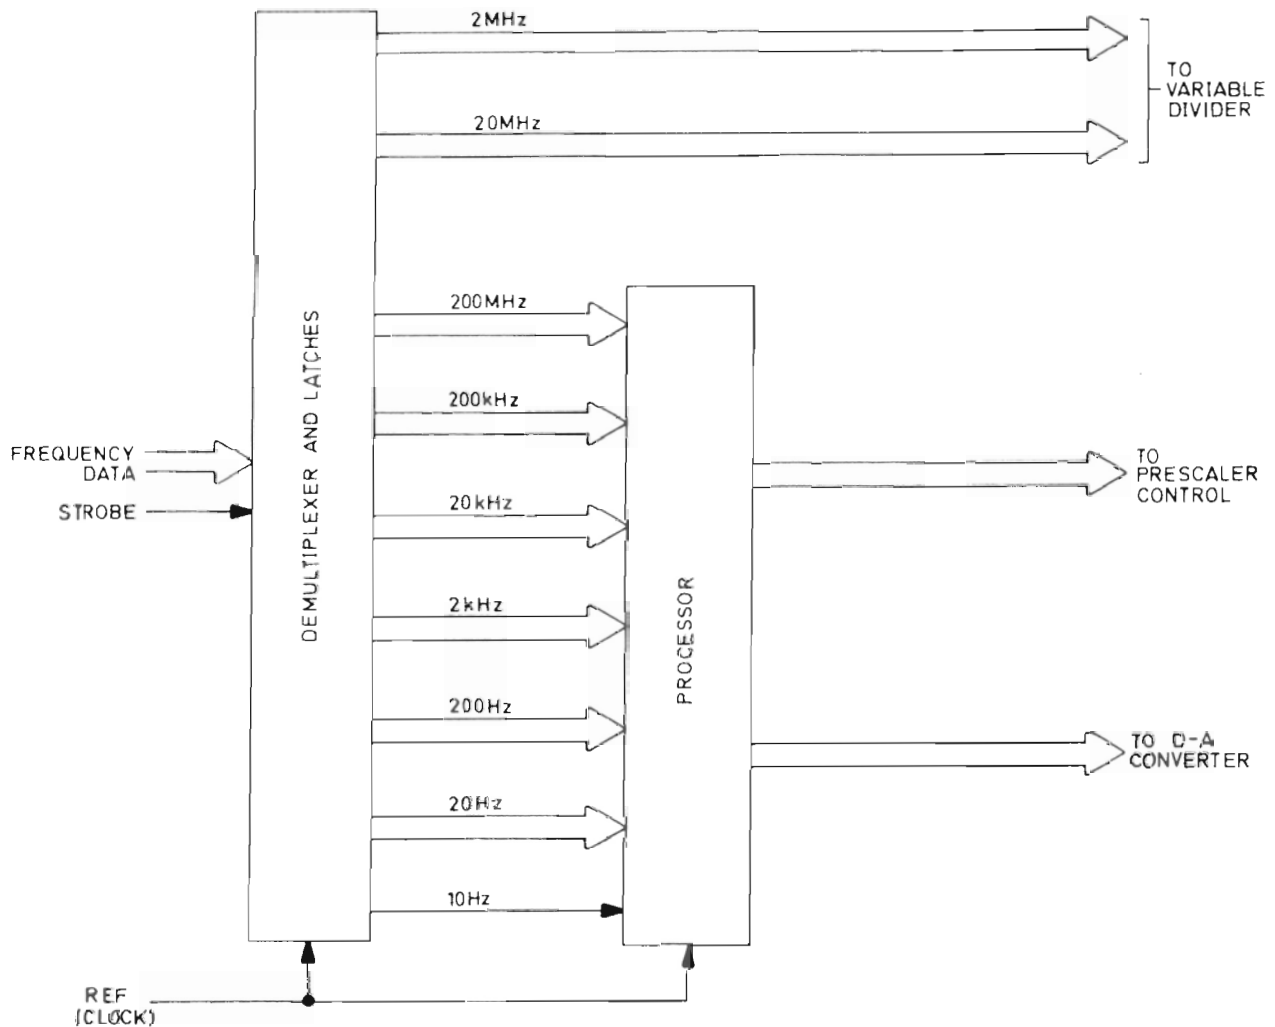 2MHz
TO
VARIABLE
DIVIDER
20MHz
200MHz
200kHz
FREQUENCY
DATA
STROBE
DEMULTIPLEXER AND LATCHES
20kHz
2kHz
200Hz
20Hz
10Hz
PROCESSOR
TO
PRESCALER
CONTROL
TO D-A
CONVERTER
REF
(CLOCK)